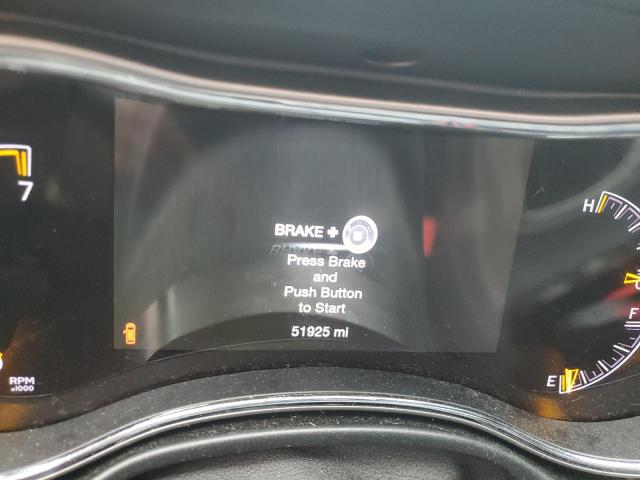 7
H
BRAKE +
Press Brake
and
Push Button
to Start
51925 mi
F
E
RPM
x1000